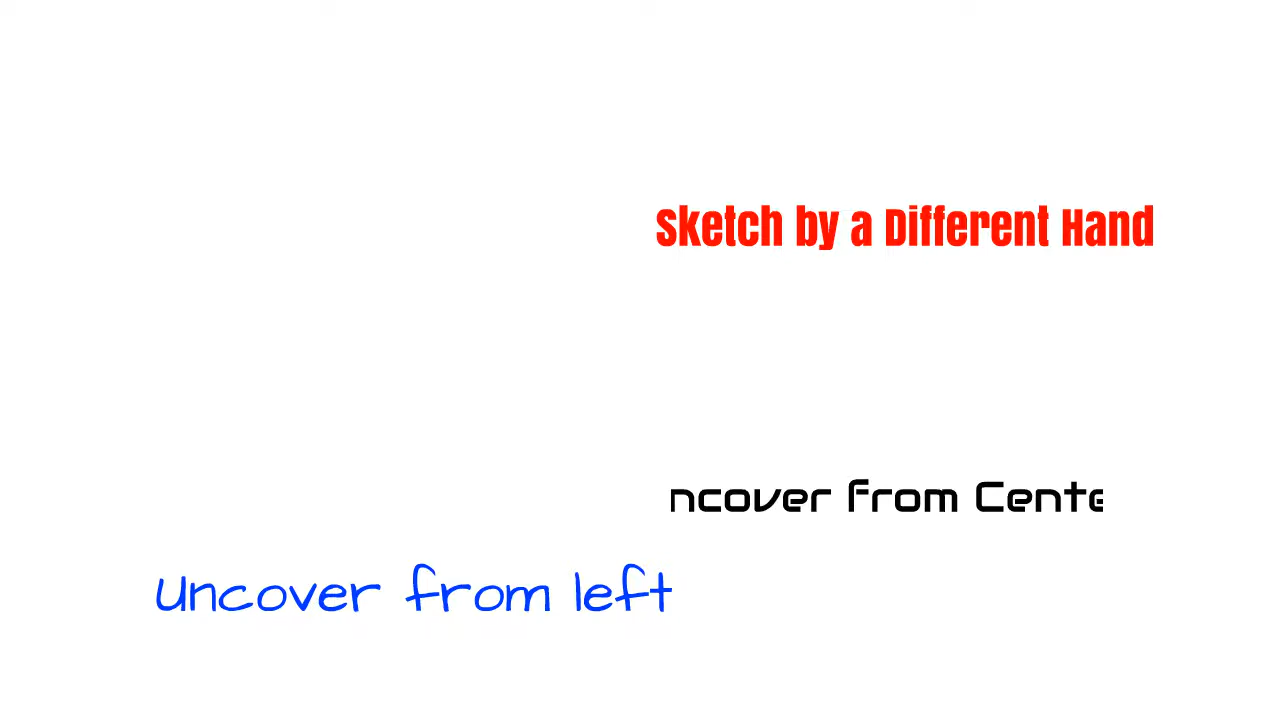 Sketch by a Different Hand
ncover from Cente
Uncover from left